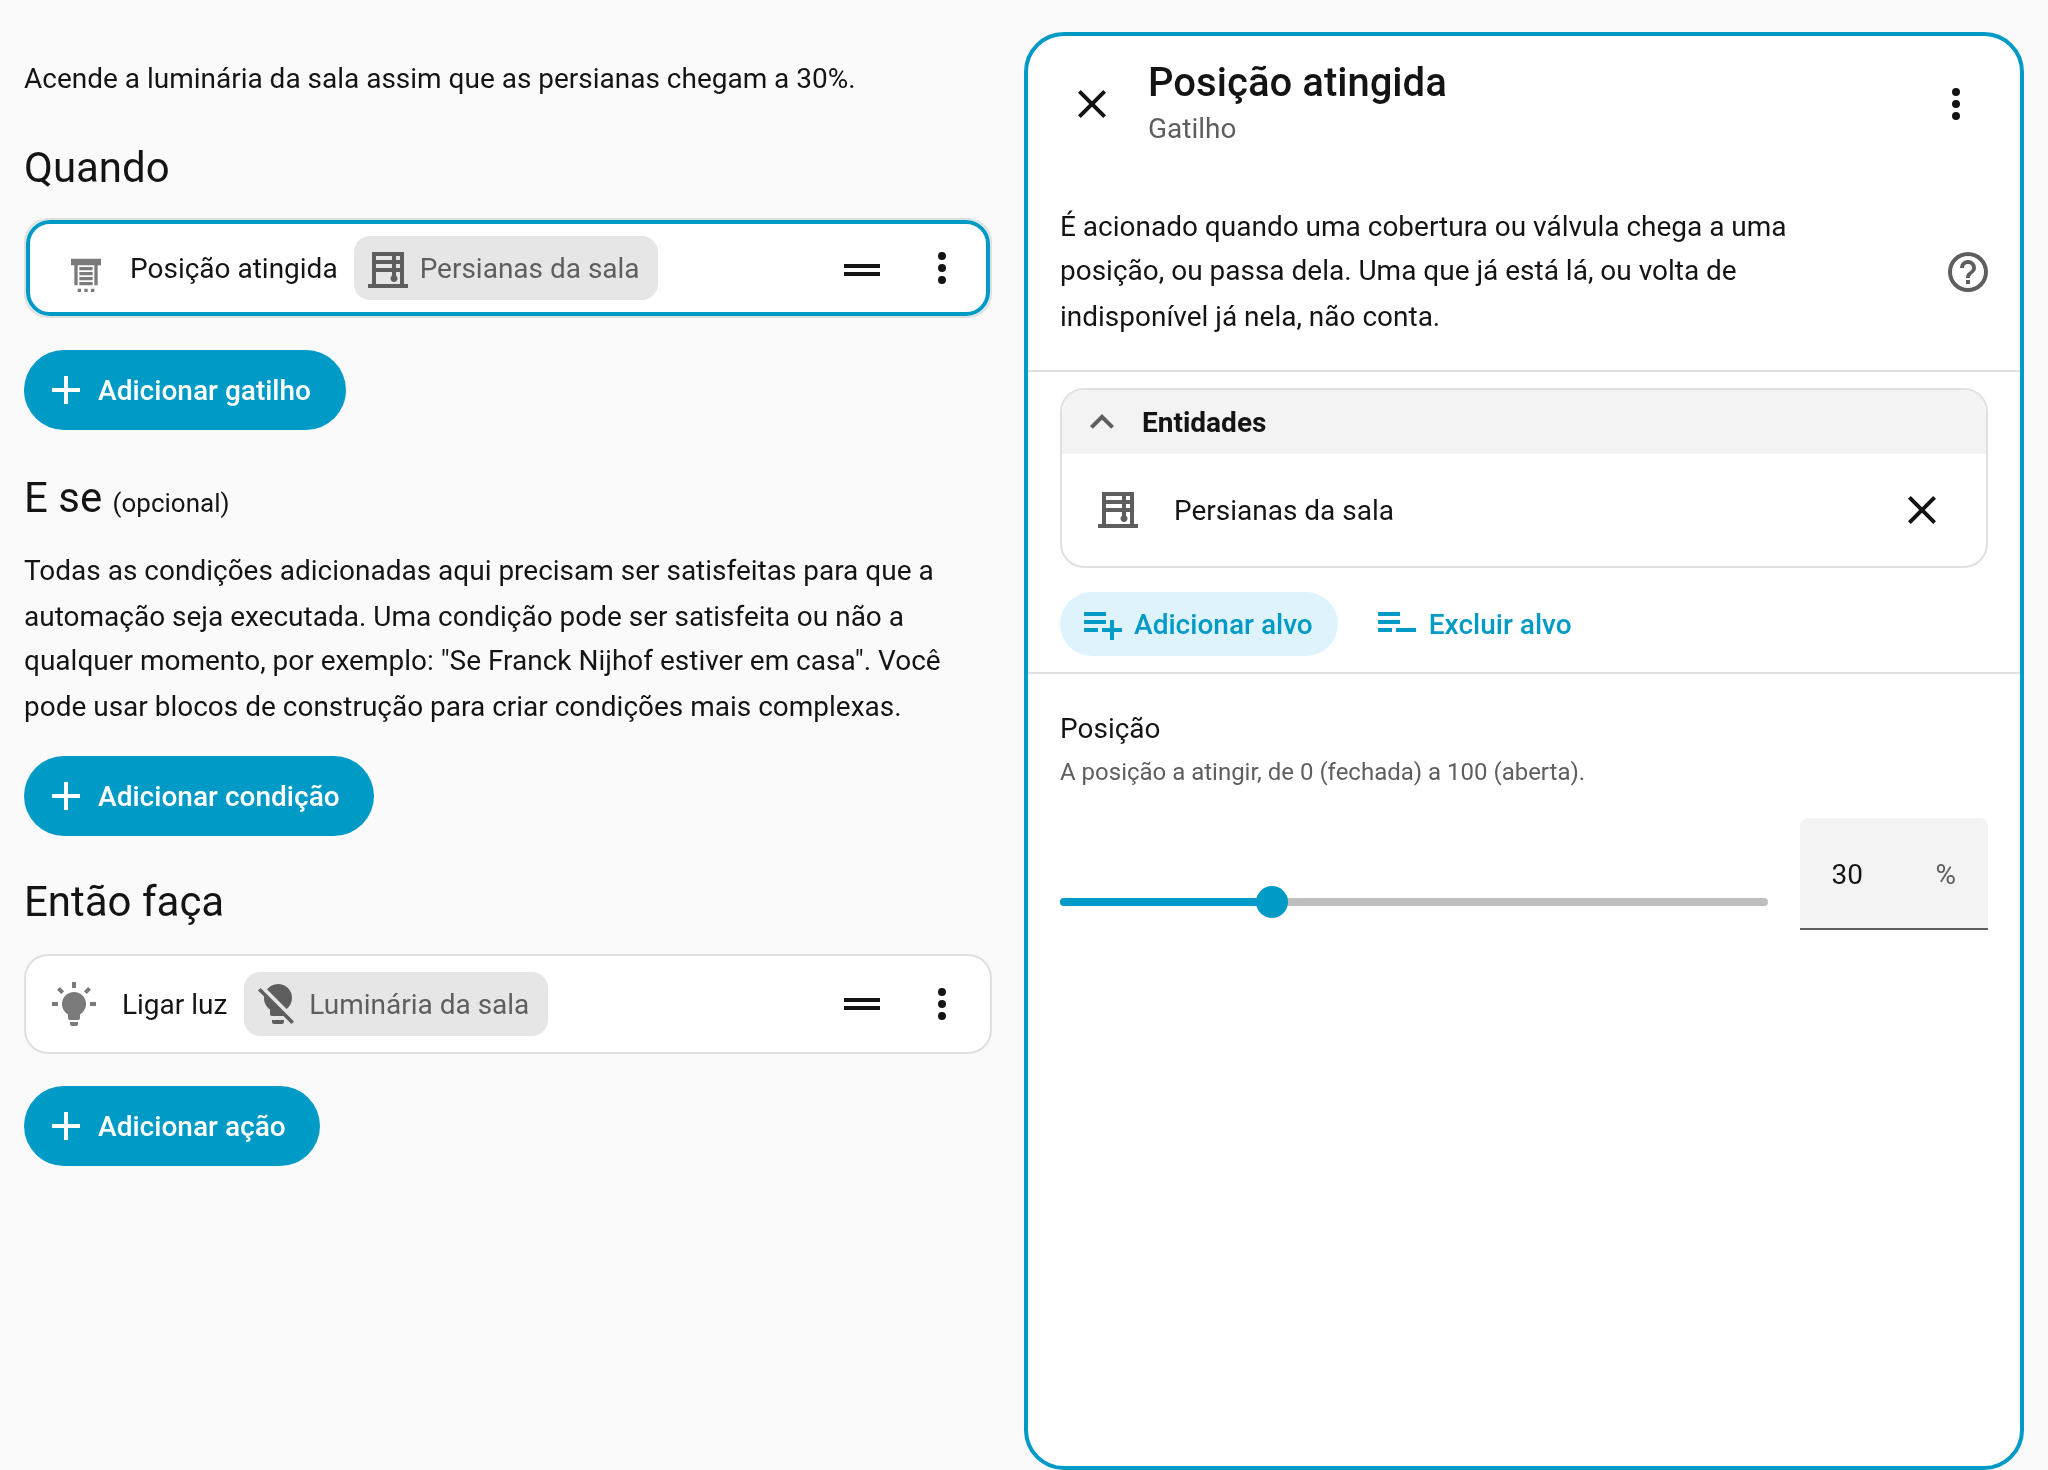 Acende a luminária da sala assim que as persianas chegam a 30%.
Quando
Posição atingida Persianas da sala
Adicionar gatilho
E se (opcional)
Todas as condições adicionadas aqui precisam ser satisfeitas para que a
automação seja executada. Uma condição pode ser satisfeita ou não a
qualquer momento, por exemplo: "Se Franck Nijhof estiver em casa". Você
pode usar blocos de construção para criar condições mais complexas.
Adicionar condição
Então faça
Ligar luz Luminária da sala
Adicionar ação
Posição atingida
Gatilho
É acionado quando uma cobertura ou válvula chega a uma
posição, ou passa dela. Uma que já está lá, ou volta de
indisponível já nela, não conta.
Entidades
Persianas da sala
Adicionar alvo Excluir alvo
Posição
A posição a atingir, de 0 (fechada) a 100 (aberta).
30 %